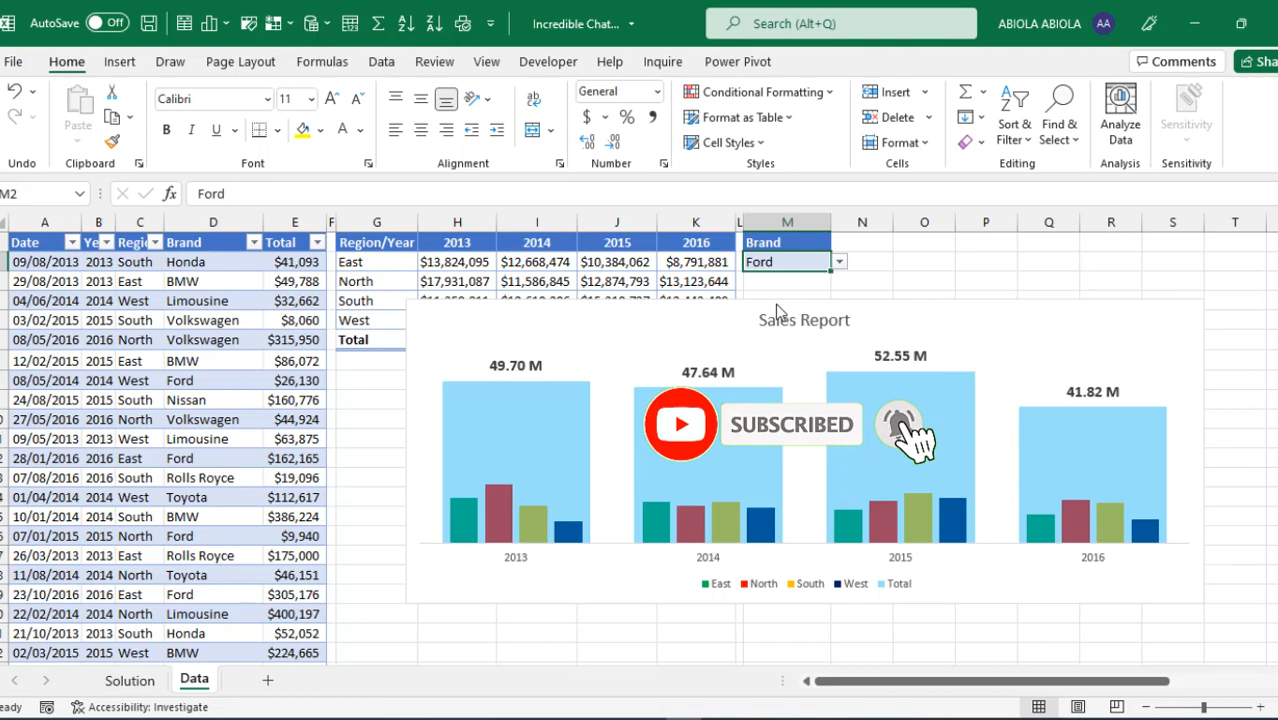 AutoSave Off Incredible Chat... Search (Alt+Q) ABIOLA ABIOLA AA
File Home Insert Draw Page Layout Formulas Data Review View Developer Help Inquire Power Pivot Comments Sha
Paste Calibri 11 General Conditional Formatting Insert Sort & Find & Analyze Sensitivity
B I U A $ % Format as Table Delete Filter Select Data
Cell Styles Format
Undo Clipboard Font Alignment Number Styles Cells Editing Analysis Sensitivity
M2 fx Ford
A B C D E F G H I J K L M N O P Q R S T
Date Ye Regio Brand Total Region/Year 2013 2014 2015 2016 Brand
09/08/2013 2013 South Honda $41,093 East $13,824,095 $12,668,474 $10,384,062 $8,791,881 Ford
29/08/2013 2013 East BMW $49,788 North $17,931,087 $11,586,845 $12,874,793 $13,123,644
04/06/2014 2014 West Limousine $32,662 South
03/02/2015 2015 South Volkswagen $8,060 West
08/05/2016 2016 North Volkswagen $315,950 Total
12/02/2015 2015 East BMW $86,072
08/05/2014 2014 West Ford $26,130
24/08/2015 2015 South Nissan $160,776
27/05/2016 2016 North Volkswagen $44,924
09/05/2013 2013 West Limousine $63,875
28/01/2016 2016 East Ford $162,165
07/08/2016 2016 South Rolls Royce $19,096
01/04/2014 2014 West Toyota $112,617
10/01/2014 2014 South BMW $386,224
07/01/2015 2015 North Ford $9,940
26/03/2013 2013 East Rolls Royce $175,000
11/08/2014 2014 North Toyota $46,151
23/10/2016 2016 East Ford $305,176
22/02/2014 2014 North Limousine $400,197
21/10/2013 2013 South Honda $52,052
02/03/2015 2015 West BMW $224,665
Sales Report
49.70 M 47.64 M 52.55 M 41.82 M
SUBSCRIBED
2013 2014 2015 2016
East North South West Total
Solution Data
eady Accessibility: Investigate